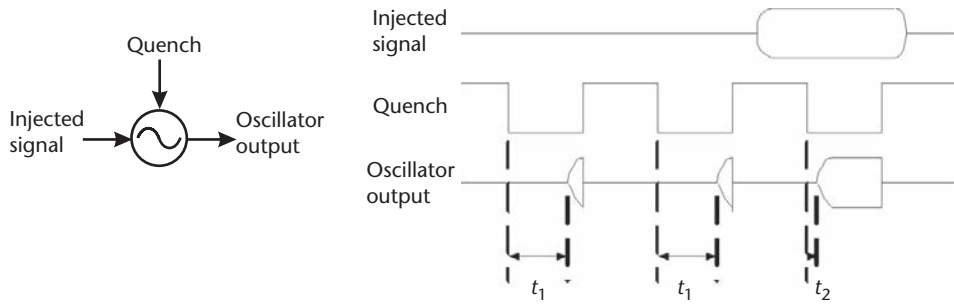 Quench
Injected
signal
Oscillator
output
Injected
signal
Quench
Oscillator
output
t1
t1
t2